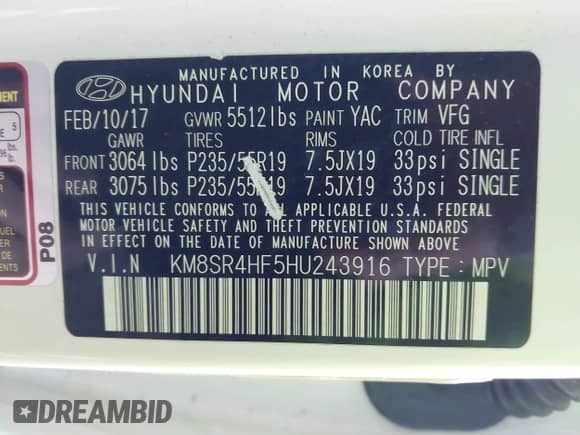 MANUFACTURED IN KOREA BY
HYUNDAI MOTOR COMPANY
FEB/10/17 GVWR 5512lbs PAINT YAC TRIM VFG
GAWR TIRES RIMS COLD TIRE INFL
FRONT 3064 lbs P235/55R19 7.5JX19 33psi SINGLE
REAR 3075 lbs P235/55R19 7.5JX19 33psi SINGLE
THIS VEHICLE CONFORMS TO ALL APPLICABLE U.S.A. FEDERAL
MOTOR VEHICLE SAFETY AND THEFT PREVENTION STANDARDS
IN EFFECT ON THE DATE OF MANUFACTURE SHOWN ABOVE
V.I.N KM8SR4HF5HU243916 TYPE : MPV
P08
DREAMBID